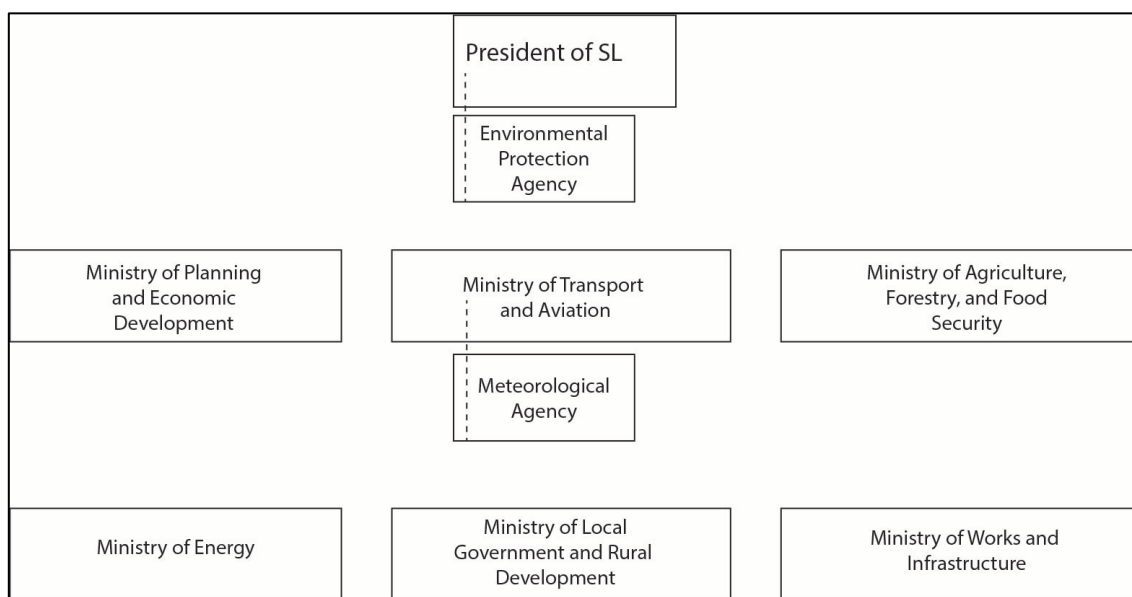 President of SL
Environmental
Protection
Agency
Ministry of Planning
and Economic
Development
Ministry of Transport
and Aviation
Ministry of Agriculture,
Forestry, and Food
Security
Meteorological
Agency
Ministry of Energy
Ministry of Local
Government and Rural
Development
Ministry of Works and
Infrastructure